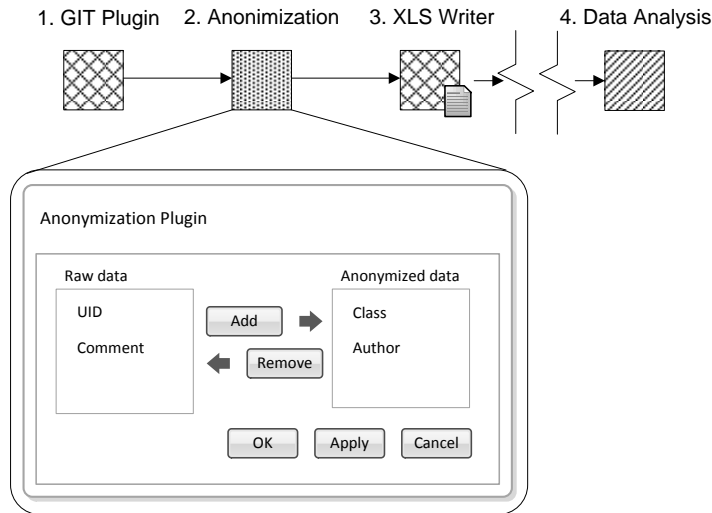 1. GIT Plugin 2. Anonimization 3. XLS Writer 4. Data Analysis
Anonymization Plugin
Raw data Anonymized data
UID Add Class
Comment Remove Author
OK Apply Cancel